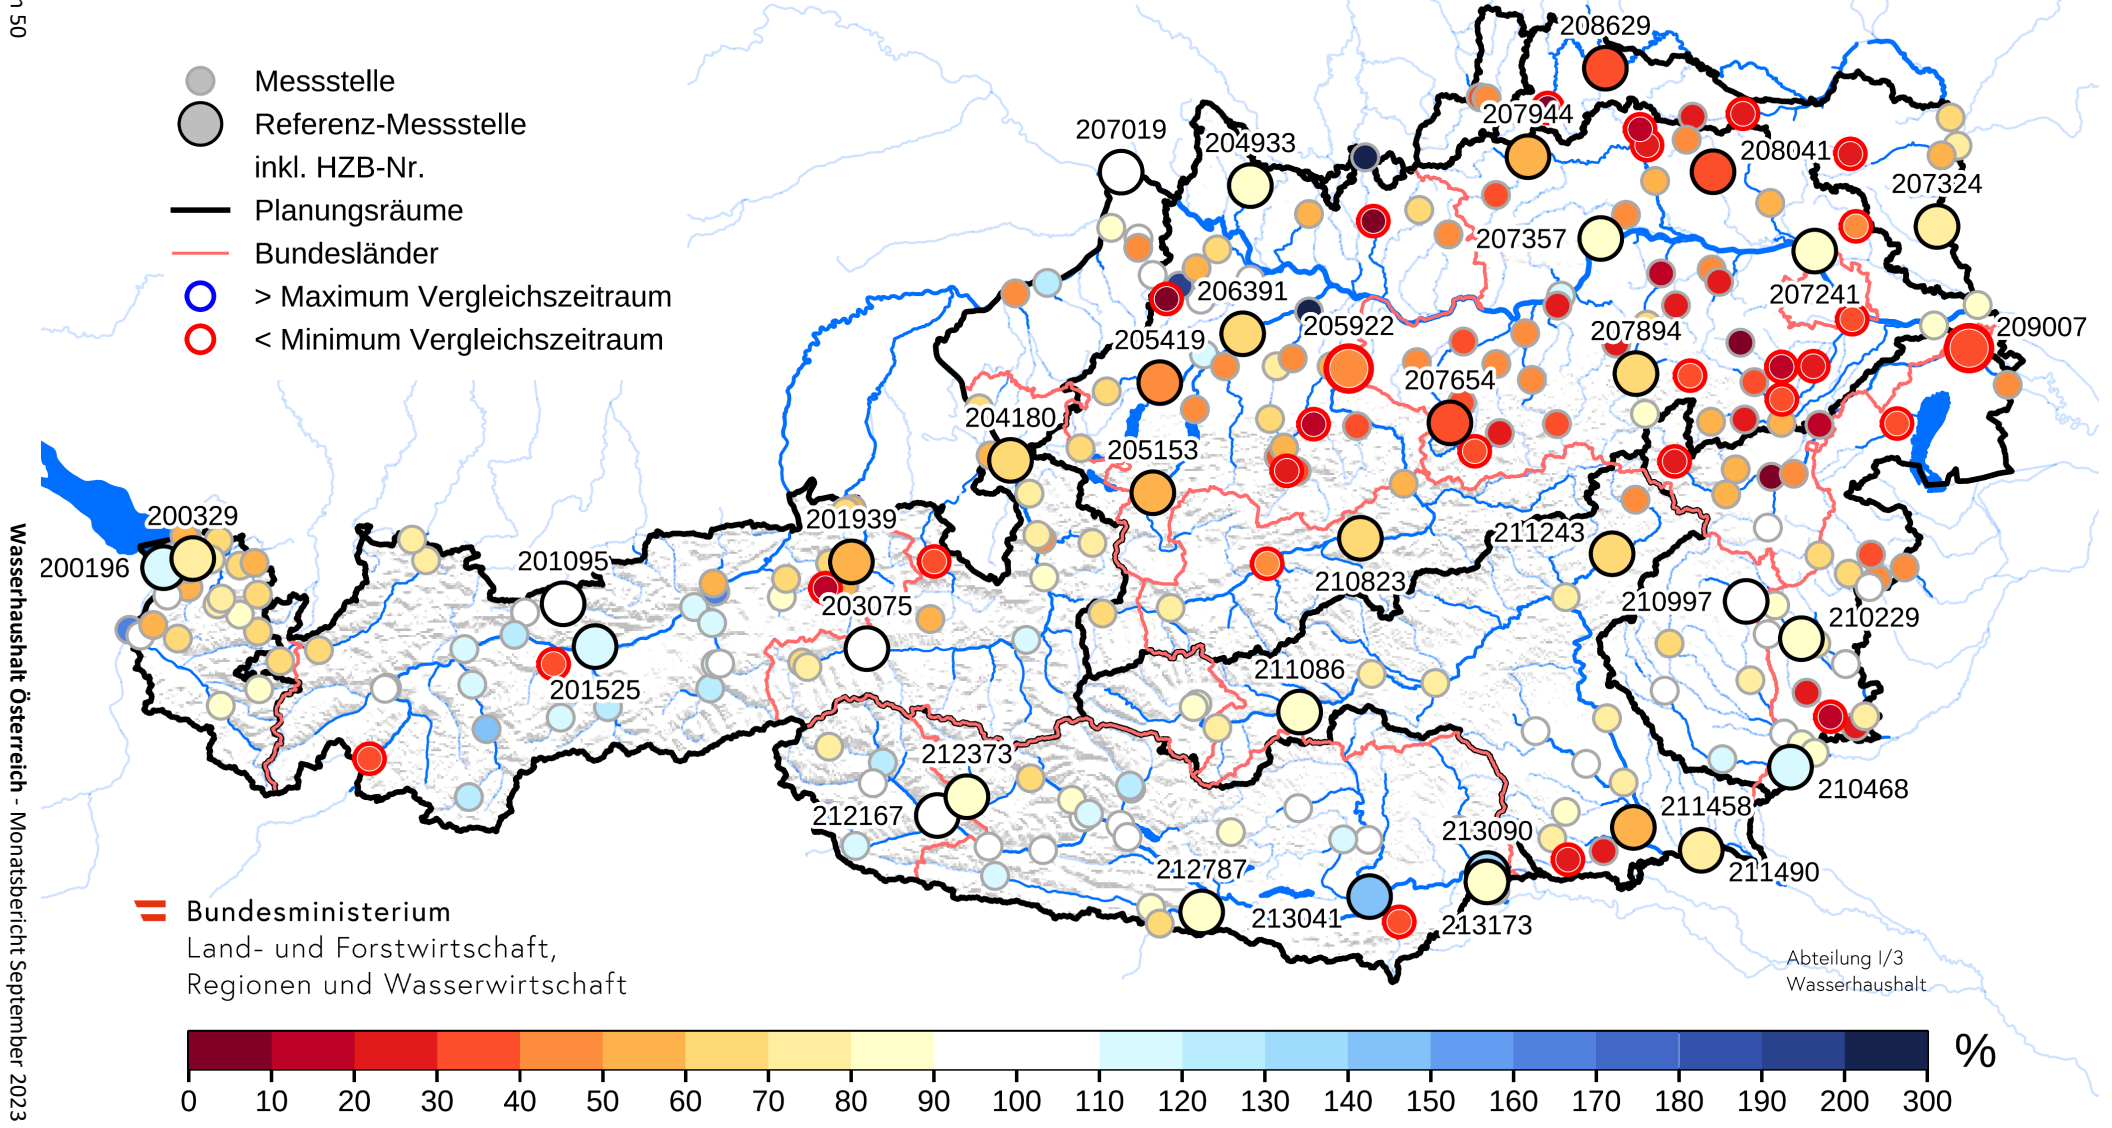 n 50
Wasserhaushalt Österreich - Monatsbericht September 2023
Messstelle
Referenz-Messstelle
inkl. HZB-Nr.
Planungsräume
Bundesländer
> Maximum Vergleichszeitraum
< Minimum Vergleichszeitraum
208629
207944
207019
204933
208041
207324
207357
206391
207241
205922
205419
207894
209007
207654
204180
205153
200329
201939
201095
211243
200196
210823
203075
210997
210229
211086
201525
212373
212167
211458
210468
213090
212787
211490
213041
213173
Bundesministerium
Land- und Forstwirtschaft,
Regionen und Wasserwirtschaft
Abteilung I/3
Wasserhaushalt
%
0 10 20 30 40 50 60 70 80 90 100 110 120 130 140 150 160 170 180 190 200 300